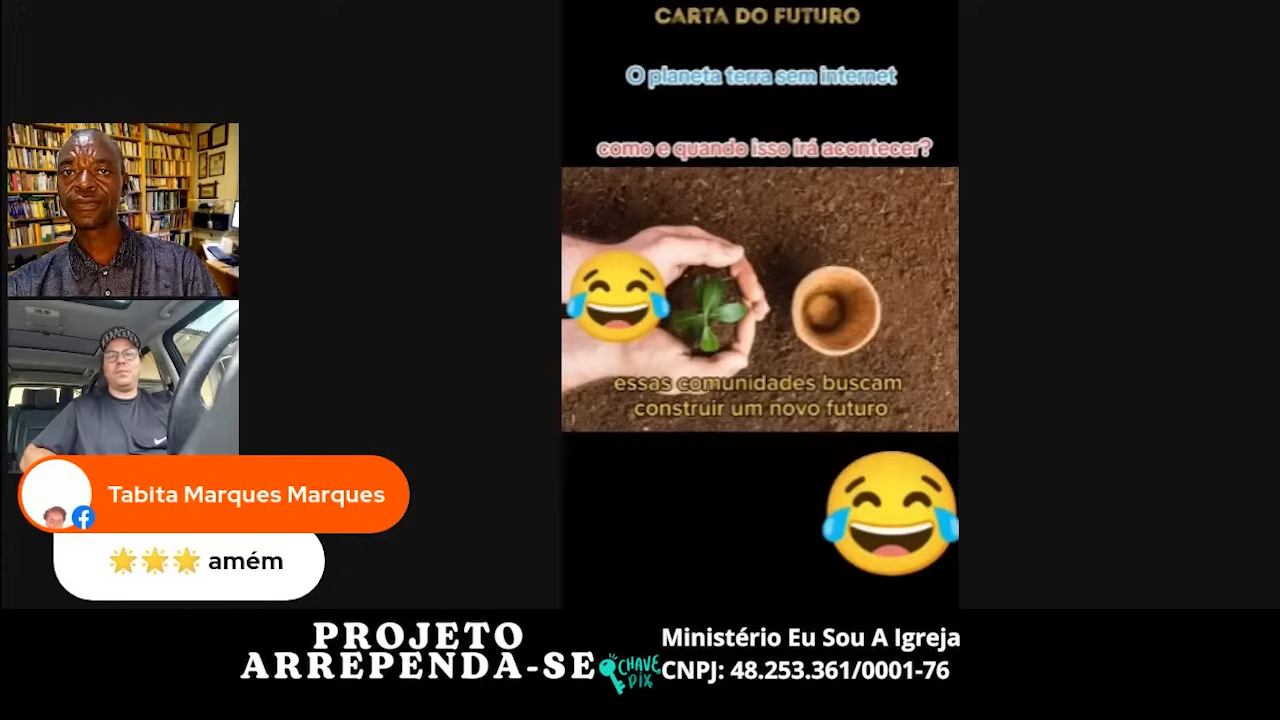 CARTA DO FUTURO
O planeta terra sem internet
como e quando isso irá acontecer?
essas comunidades buscam
construir um novo futuro
Tabita Marques Marques
🌟🌟🌟 amém
PROJETO
ARREPENDA-SE
CHAVE
PIX
Ministério Eu Sou A Igreja
CNPJ: 48.253.361/0001-76